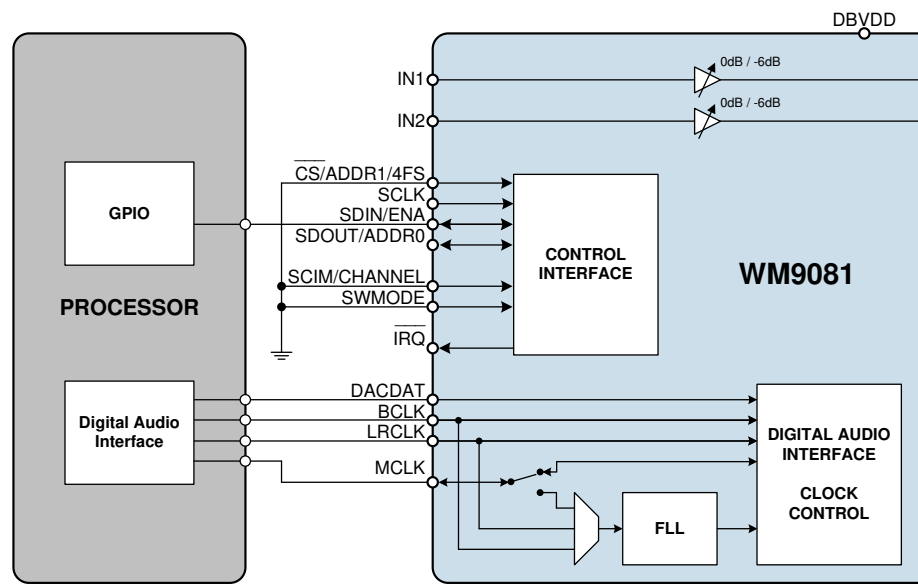 DBVDD
IN1
0dB / -6dB
IN2
0dB / -6dB
CS/ADDR1/4FS
SCLK
SDIN/ENA
SDOUT/ADDR0
SCIM/CHANNEL
SWMODE
IRQ
GPIO
CONTROL
INTERFACE
WM9081
PROCESSOR
DACDAT
BCLK
LRCLK
MCLK
Digital Audio
Interface
DIGITAL AUDIO
INTERFACE
CLOCK
CONTROL
FLL